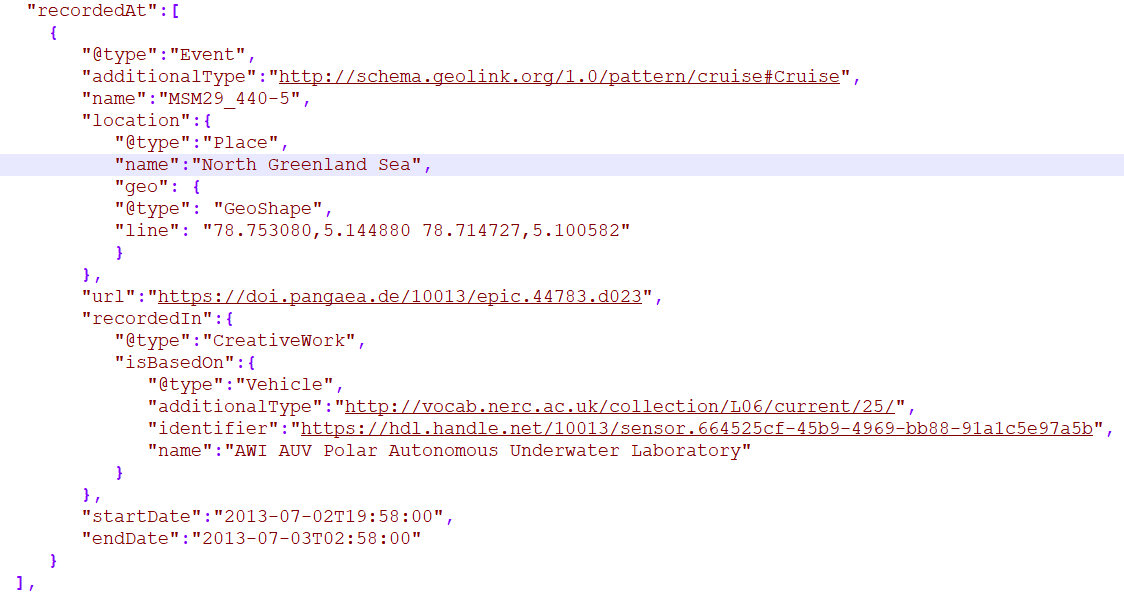 "recordedAt":[
{
"@type":"Event",
"additionalType":"http://schema.geolink.org/1.0/pattern/cruise#Cruise",
"name":"MSM29_440-5",
"location":{
"@type":"Place",
"name":"North Greenland Sea",
"geo": {
"@type": "GeoShape",
"line": "78.753080,5.144880 78.714727,5.100582"
}
},
"url":"https://doi.pangaea.de/10013/epic.44783.d023",
"recordedIn":{
"@type":"CreativeWork",
"isBasedOn":{
"@type":"Vehicle",
"additionalType":"http://vocab.nerc.ac.uk/collection/L06/current/25/",
"identifier":"https://hdl.handle.net/10013/sensor.664525cf-45b9-4969-bb88-91a1c5e97a5b",
"name":"AWI AUV Polar Autonomous Underwater Laboratory"
}
},
"startDate":"2013-07-02T19:58:00",
"endDate":"2013-07-03T02:58:00"
}
],